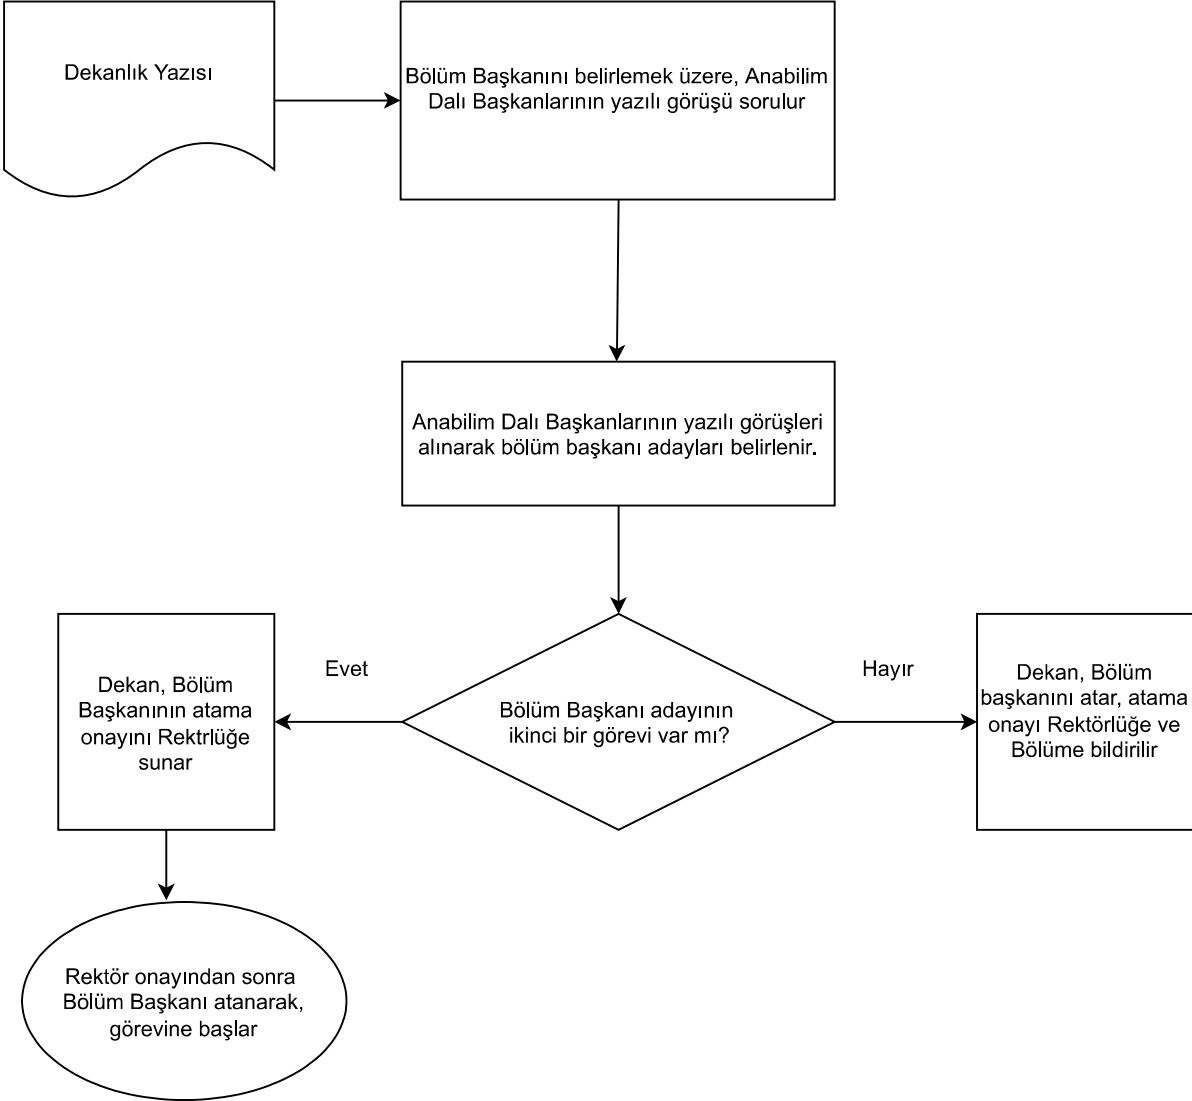 Dekanlık Yazısı
Bölüm Başkanını belirlemek üzere, Anabilim
Dalı Başkanlarının yazılı görüşü sorulur
Anabilim Dalı Başkanlarının yazılı görüşleri
alınarak bölüm başkanı adayları belirlenir.
Evet
Hayır
Dekan, Bölüm
Başkanının atama
onayını Rektrlüğe
sunar
Bölüm Başkanı adayının
ikinci bir görevi var mı?
Dekan, Bölüm
başkanını atar, atama
onayı Rektörlüğe ve
Bölüme bildirilir
Rektör onayından sonra
Bölüm Başkanı atanarak,
görevine başlar